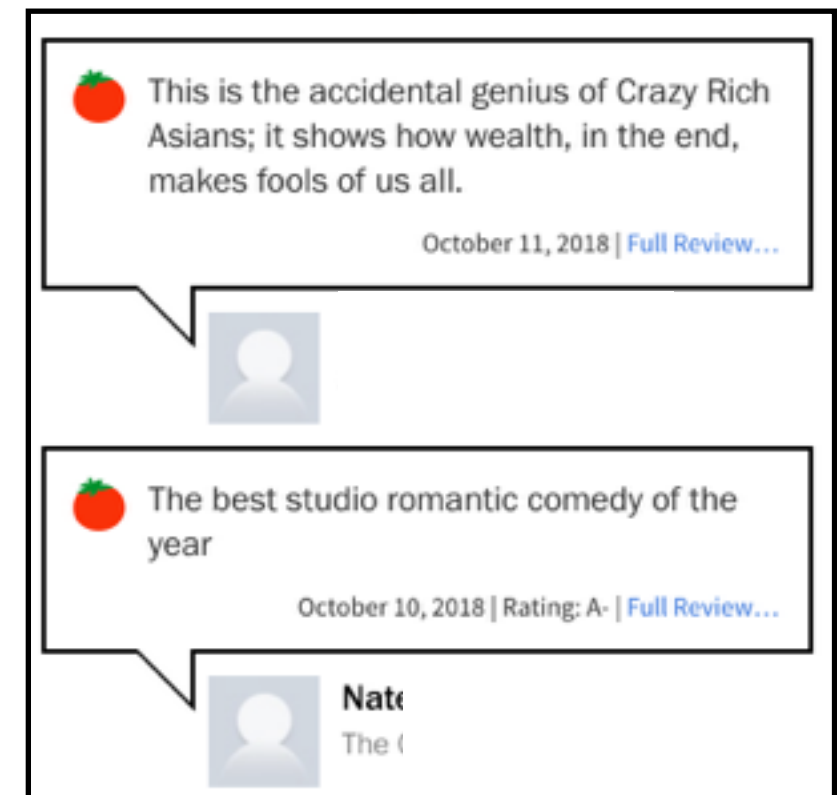 This is the accidental genius of Crazy Rich
Asians; it shows how wealth, in the end,
makes fools of us all.
October 11, 2018 | Full Review...
The best studio romantic comedy of the
year
October 10, 2018 | Rating: A- | Full Review...
Nate
The